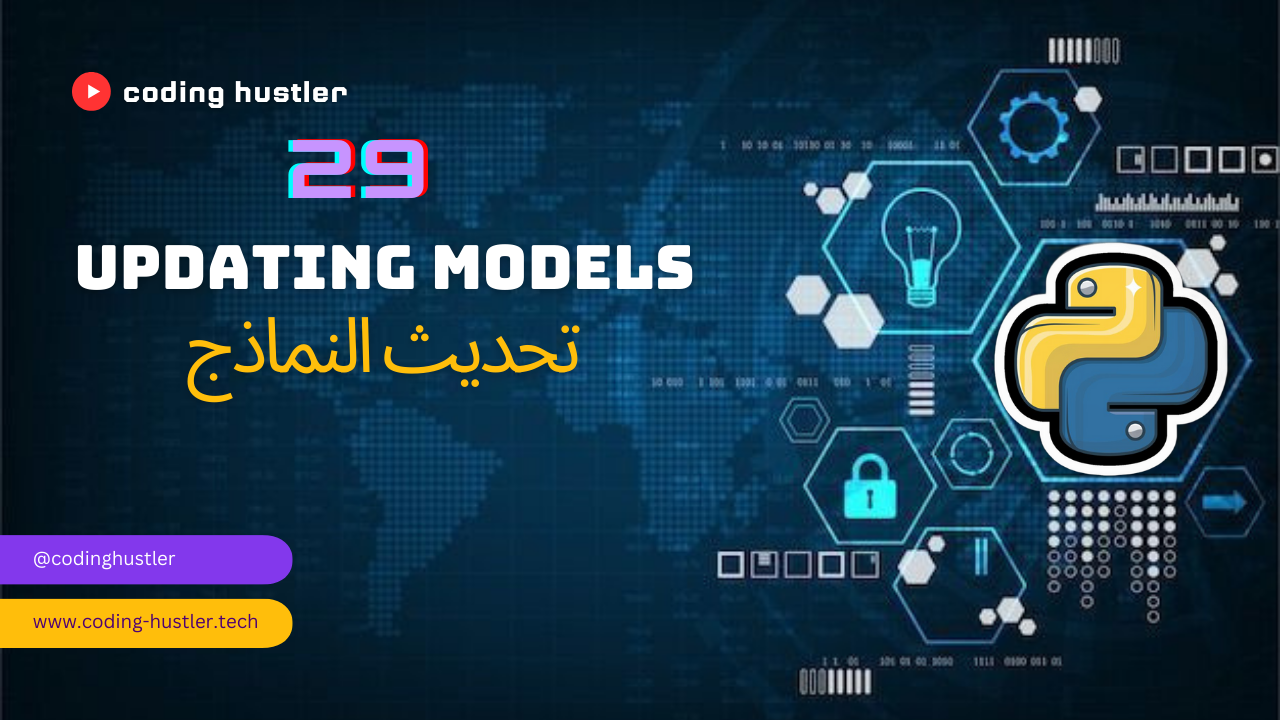 coding hustler
29
UPDATING MODELS
تحديث النماذج
@codinghustler
www.coding-hustler.tech